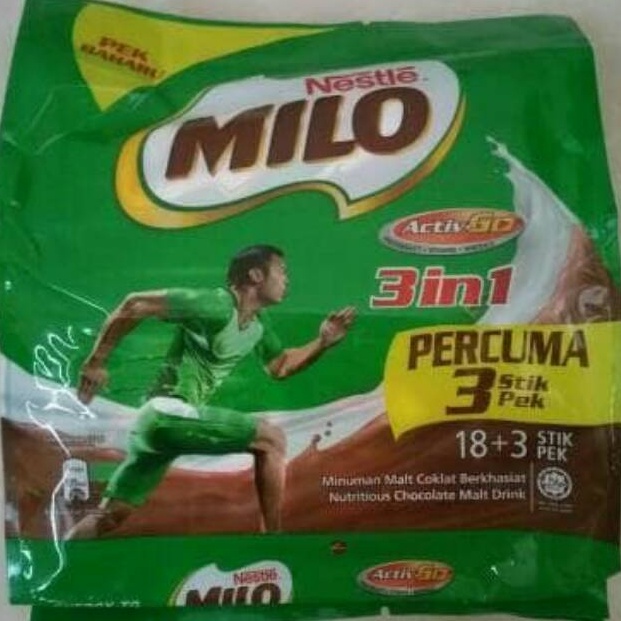 PEK
BAHARU
Nestlé
MILO
Activ-Go
3in1
PERCUMA
3 Stik
Pek
18+3 STIK
PEK
Minuman Malt Coklat Berkhasiat
Nutritious Chocolate Malt Drink
Nestlé
MILO
Activ-Go